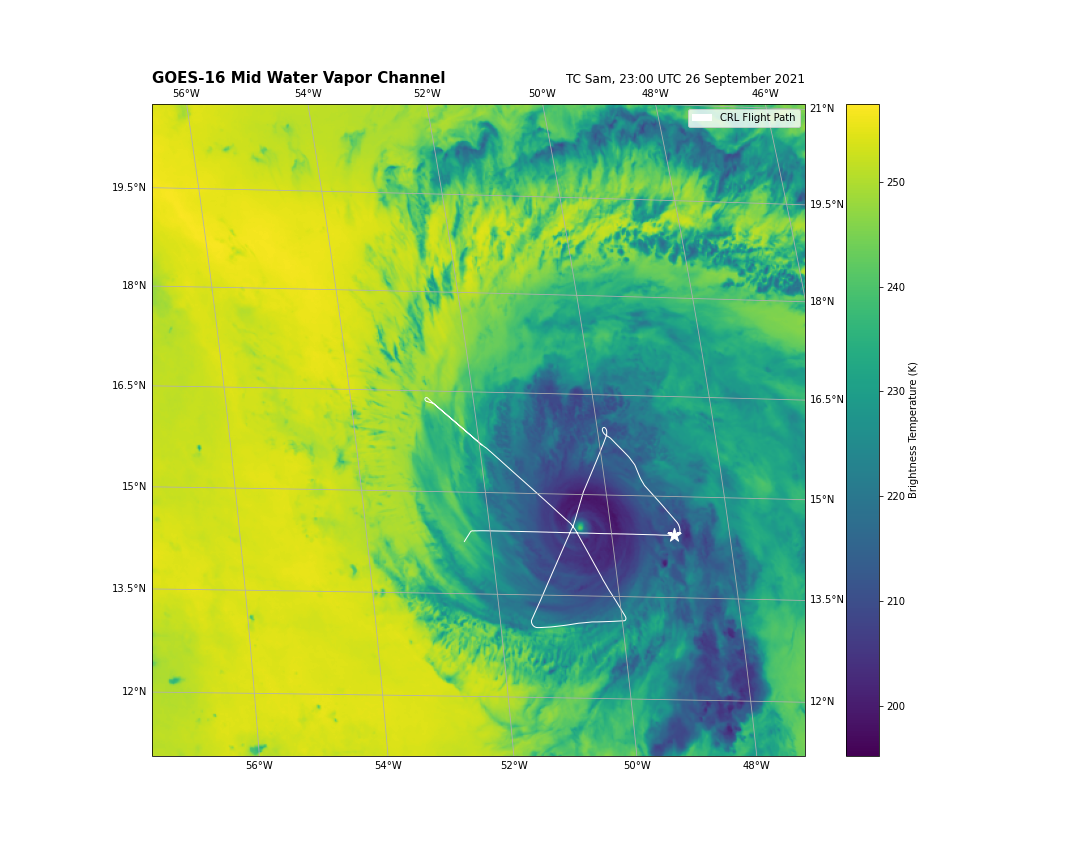 GOES-16 Mid Water Vapor Channel
TC Sam, 23:00 UTC 26 September 2021
56°W 54°W 52°W 50°W 48°W 46°W
CRL Flight Path
21°N
19.5°N 19.5°N
18°N 18°N
16.5°N 16.5°N
15°N 15°N
13.5°N 13.5°N
12°N 12°N
56°W 54°W 52°W 50°W 48°W
250
240
230
220
210
200
Brightness Temperature (K)